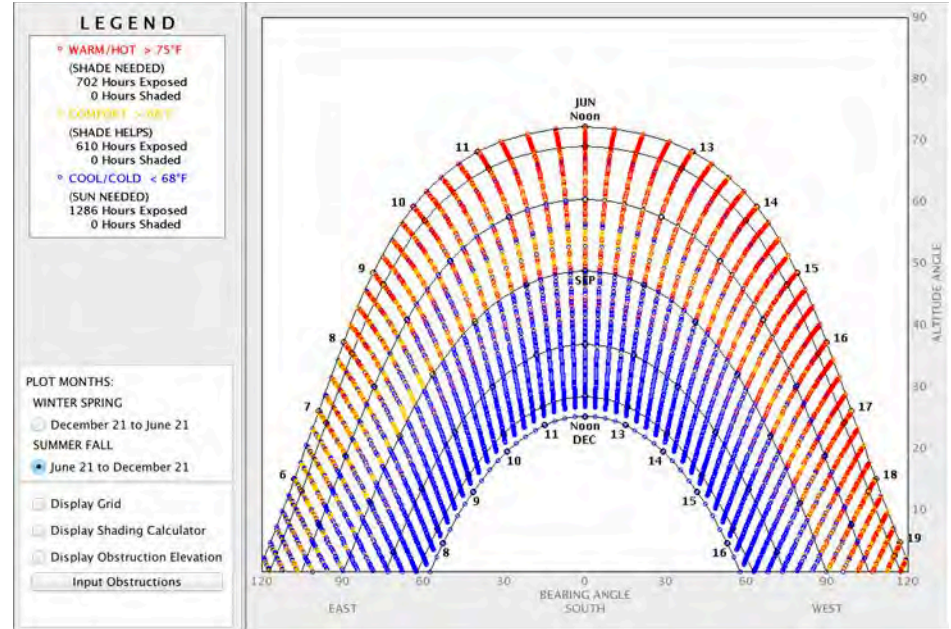 LEGEND
WARM/HOT > 75°F
(SHADE NEEDED)
702 Hours Exposed
0 Hours Shaded
COMFORT > 68°F
(SHADE HELPS)
610 Hours Exposed
0 Hours Shaded
COOL/COLD < 68°F
(SUN NEEDED)
1286 Hours Exposed
0 Hours Shaded
PLOT MONTHS:
WINTER SPRING
December 21 to June 21
SUMMER FALL
June 21 to December 21
Display Grid
Display Shading Calculator
Display Obstruction Elevation
Input Obstructions
90
80
70
60
50
40
30
20
10
ALTITUDE ANGLE
JUN
Noon
11
13
10
14
9
15
8
16
7
17
6
18
19
SEP
Noon
DEC
11
13
10
14
9
15
8
16
120
90
60
30
0
30
60
90
120
BEARING ANGLE
EAST
SOUTH
WEST